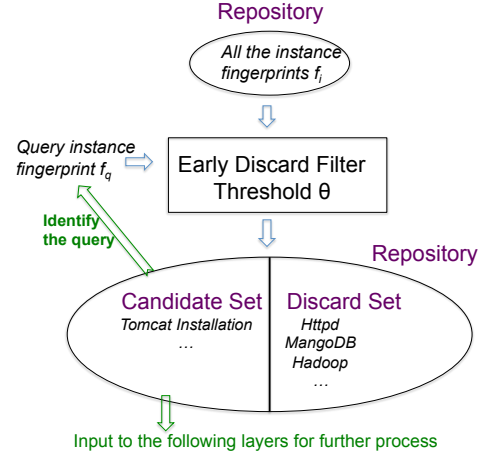 Repository
All the instance
fingerprints fi
Query instance
fingerprint fq
Early Discard Filter
Threshold θ
Identify
the query
Repository
Candidate Set
Tomcat Installation
...
Discard Set
Httpd
MangoDB
Hadoop
...
Input to the following layers for further process